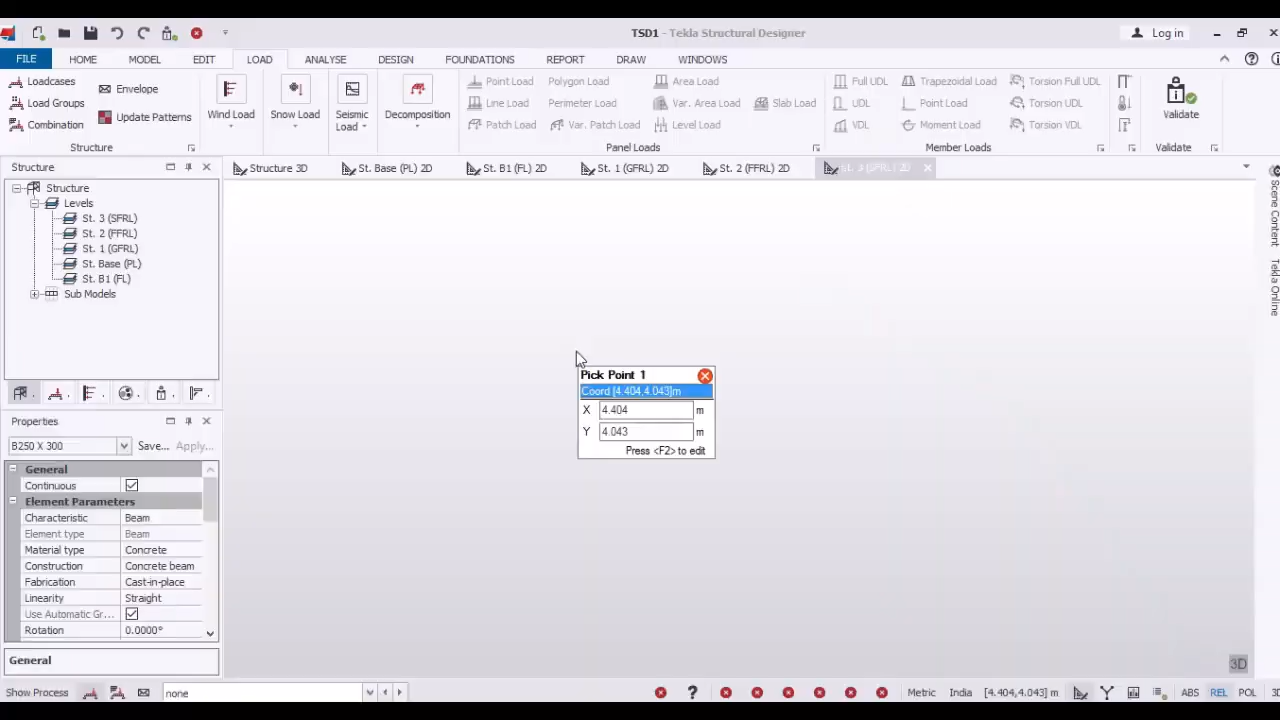 TSD1 - Tekla Structural Designer
Log in
FILE HOME MODEL EDIT LOAD ANALYSE DESIGN FOUNDATIONS REPORT DRAW WINDOWS
Loadcases
Load Groups
Combination
Envelope
Update Patterns
Structure
Wind Load
Snow Load
Seismic
Load
Decomposition
Point Load Polygon Load Area Load
Line Load Perimeter Load Var. Area Load Slab Load
Patch Load Var. Patch Load Level Load
Panel Loads
Full UDL Trapezoidal Load Torsion Full UDL
UDL Point Load Torsion UDL
VDL Moment Load Torsion VDL
Member Loads
Validate
Validate
Structure
Structure 3D St. Base (PL) 2D St. B1 (FL) 2D St. 1 (GFRL) 2D St. 2 (FFRL) 2D St. 3 (SFRL) 2D
Structure
Levels
St. 3 (SFRL)
St. 2 (FFRL)
St. 1 (GFRL)
St. Base (PL)
St. B1 (FL)
Sub Models
Scene Content
Tekla Online
Pick Point 1
Coord [4.404,4.043]m
X 4.404 m
Y 4.043 m
Press <F2> to edit
Properties
B250 X 300 Save... Apply...
General
Continuous
Element Parameters
Characteristic Beam
Element type Beam
Material type Concrete
Construction Concrete beam
Fabrication Cast-in-place
Linearity Straight
Use Automatic Gr...
Rotation 0.0000°
General
3D
Show Process none ? Metric India [4.404,4.043] m ABS REL POL